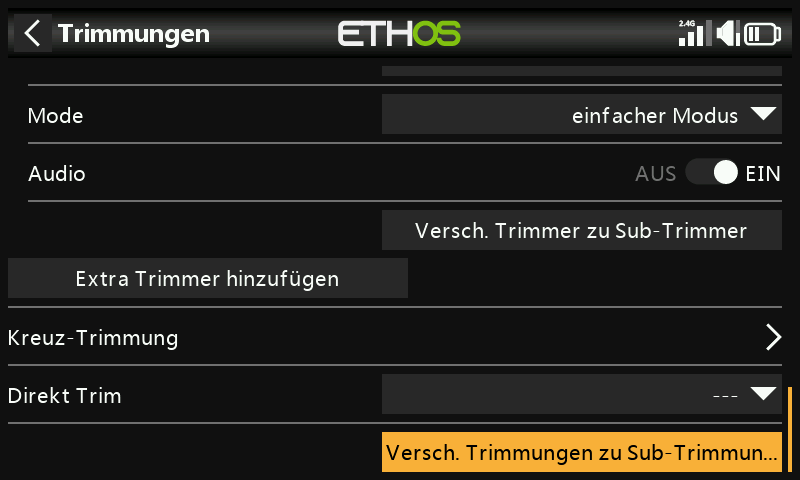 Trimmungen
ETHOS
2.4G
Mode
einfacher Modus
Audio
AUS
EIN
Versch. Trimmer zu Sub-Trimmer
Extra Trimmer hinzufügen
Kreuz-Trimmung
Direkt Trim
---
Versch. Trimmungen zu Sub-Trimmun...